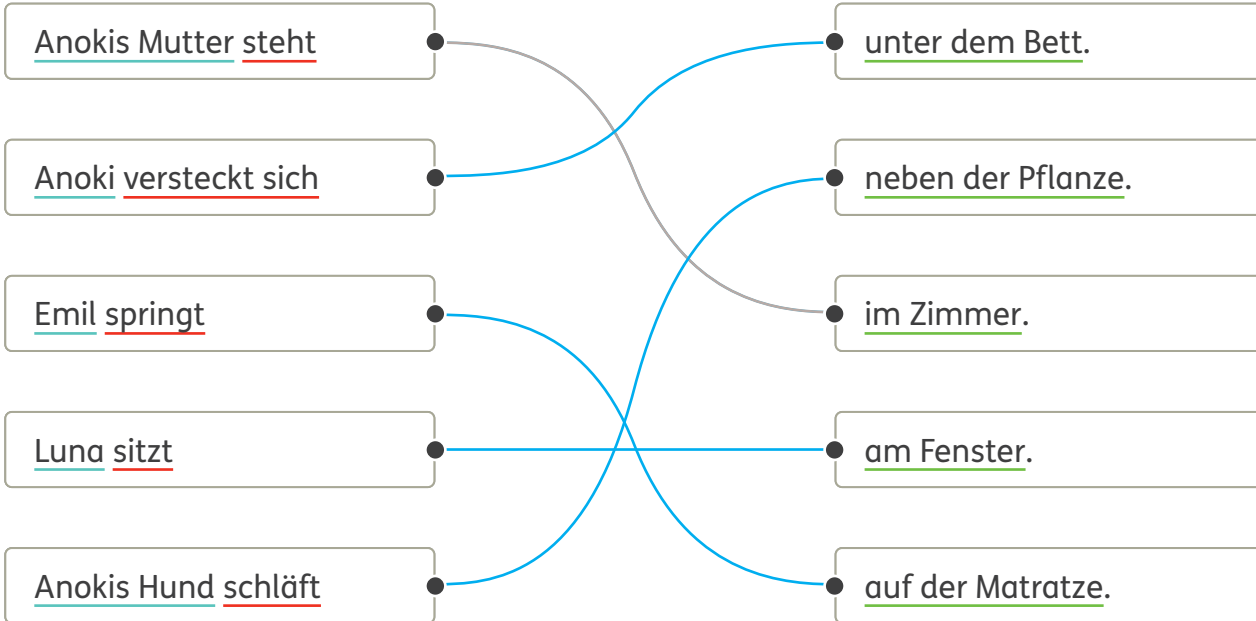 Anokis Mutter steht
unter dem Bett.
Anoki versteckt sich
neben der Pflanze.
Emil springt
im Zimmer.
Luna sitzt
am Fenster.
Anokis Hund schläft
auf der Matratze.